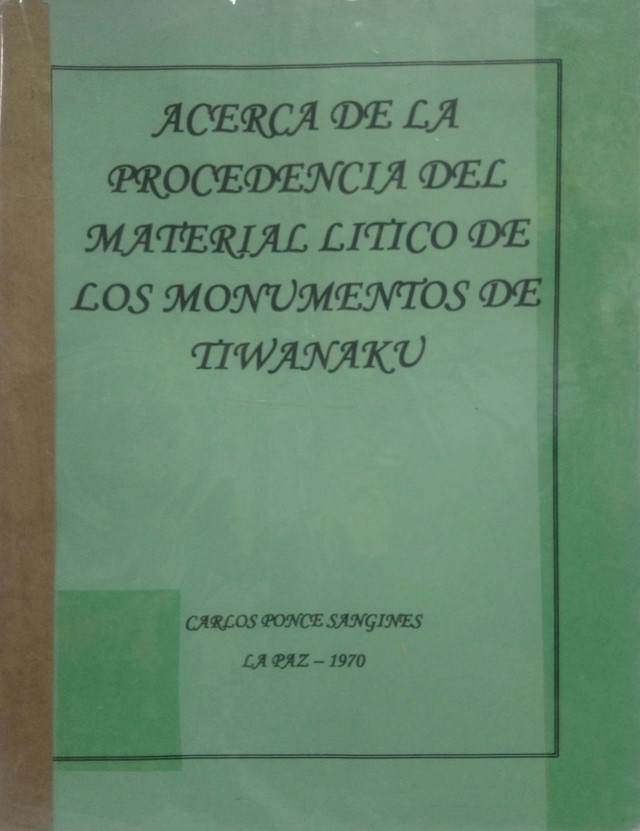 ACERCA DE LA
PROCEDENCIA DEL
MATERIAL LITICO DE
LOS MONUMENTOS DE
TIWANAKU
CARLOS PONCE SANGINES
LA PAZ – 1970